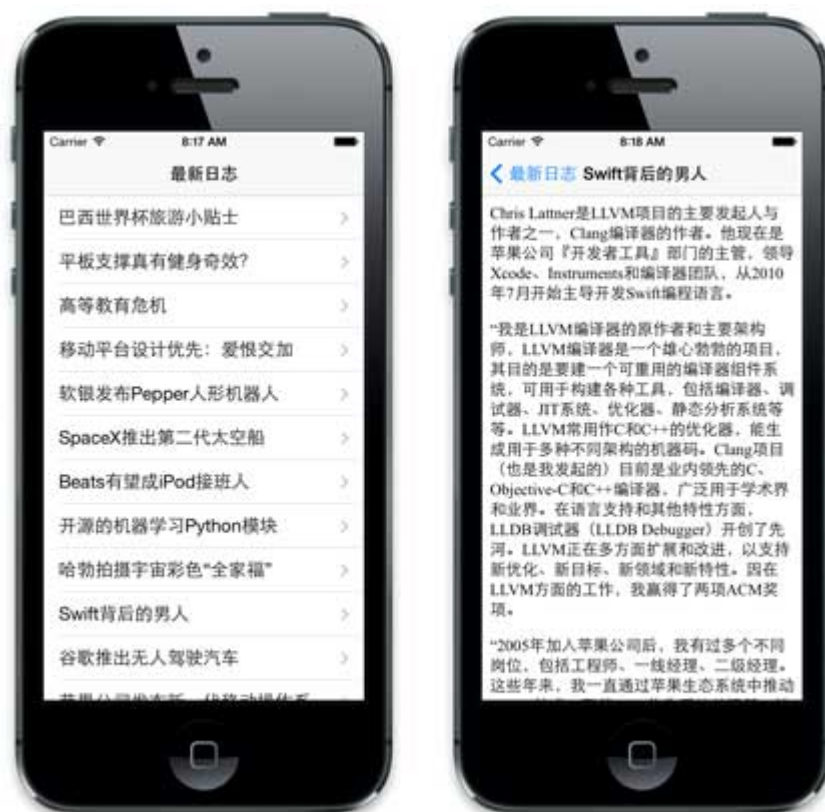 Carrier 8:17 AM
最新日志
巴西世界杯旅游小贴士
平板支撑真有健身奇效?
高等教育危机
移动平台设计优先：爱恨交加
软银发布Pepper人形机器人
SpaceX推出第二代太空船
Beats有望成iPod接班人
开源的机器学习Python模块
哈勃拍摄宇宙彩色“全家福”
Swift背后的男人
谷歌推出无人驾驶汽车
Carrier 8:18 AM
最新日志 Swift背后的男人
Chris Lattner是LLVM项目的主要发起人与
作者之一，Clang编译器的作者。他现在是
苹果公司『开发者工具』部门的主管，领导
Xcode、Instruments和编译器团队，从2010
年7月开始主导开发Swift编程语言。
“我是LLVM编译器的原作者和主要架构
师，LLVM编译器是一个雄心勃勃的项目，
其目的是要建一个可重用的编译器组件系
统，可用于构建各种工具，包括编译器、调
试器、JIT系统、优化器、静态分析系统等
等。LLVM常用作C和C++的优化器，能生
成用于多种不同架构的机器码。Clang项目
（也是我发起的）目前是业内领先的C、
Objective-C和C++编译器，广泛用于学术界
和业界。在语言支持和其他特性方面，
LLDB调试器（LLDB Debugger）开创了先
河。LLVM正在多方面扩展和改进，以支持
新优化、新目标、新领域和新特性。因在
LLVM方面的工作，我赢得了两项ACM奖
项。
“2005年加入苹果公司后，我有过多个不同
岗位，包括工程师、一线经理、二级经理。
这些年来，我一直通过苹果生态系统中推动